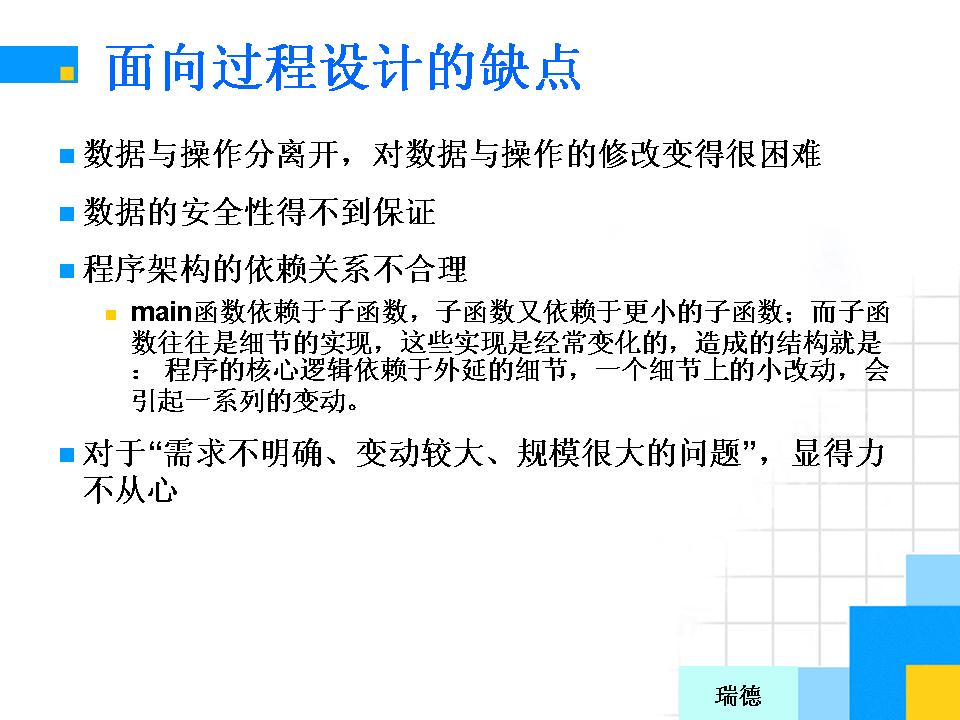 面向过程设计的缺点
数据与操作分离开，对数据与操作的修改变得很困难
数据的安全性得不到保证
程序架构的依赖关系不合理
main函数依赖于子函数，子函数又依赖于更小的子函数；而子函
数往往是细节的实现，这些实现是经常变化的，造成的结构就是
： 程序的核心逻辑依赖于外延的细节，一个细节上的小改动，会
引起一系列的变动。
对于“需求不明确、变动较大、规模很大的问题”，显得力
不从心
瑞德